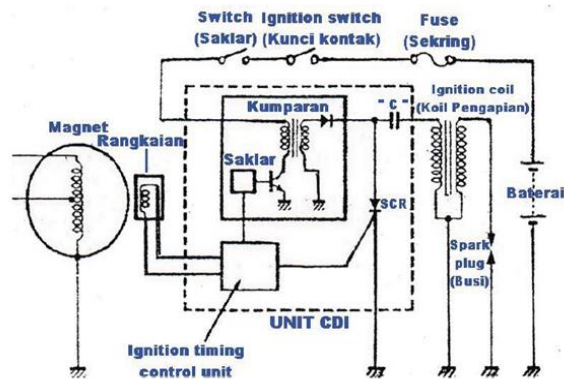 Switch
(Saklar)
Ignition switch
(Kunci kontak)
Fuse
(Sekring)
Ignition coil
(Koil Pengapian)
Kumparan
" C "
Magnet
Rangkaian
Saklar
SCR
Baterai
Spark
plug
(Busi)
UNIT CDI
Ignition timing
control unit